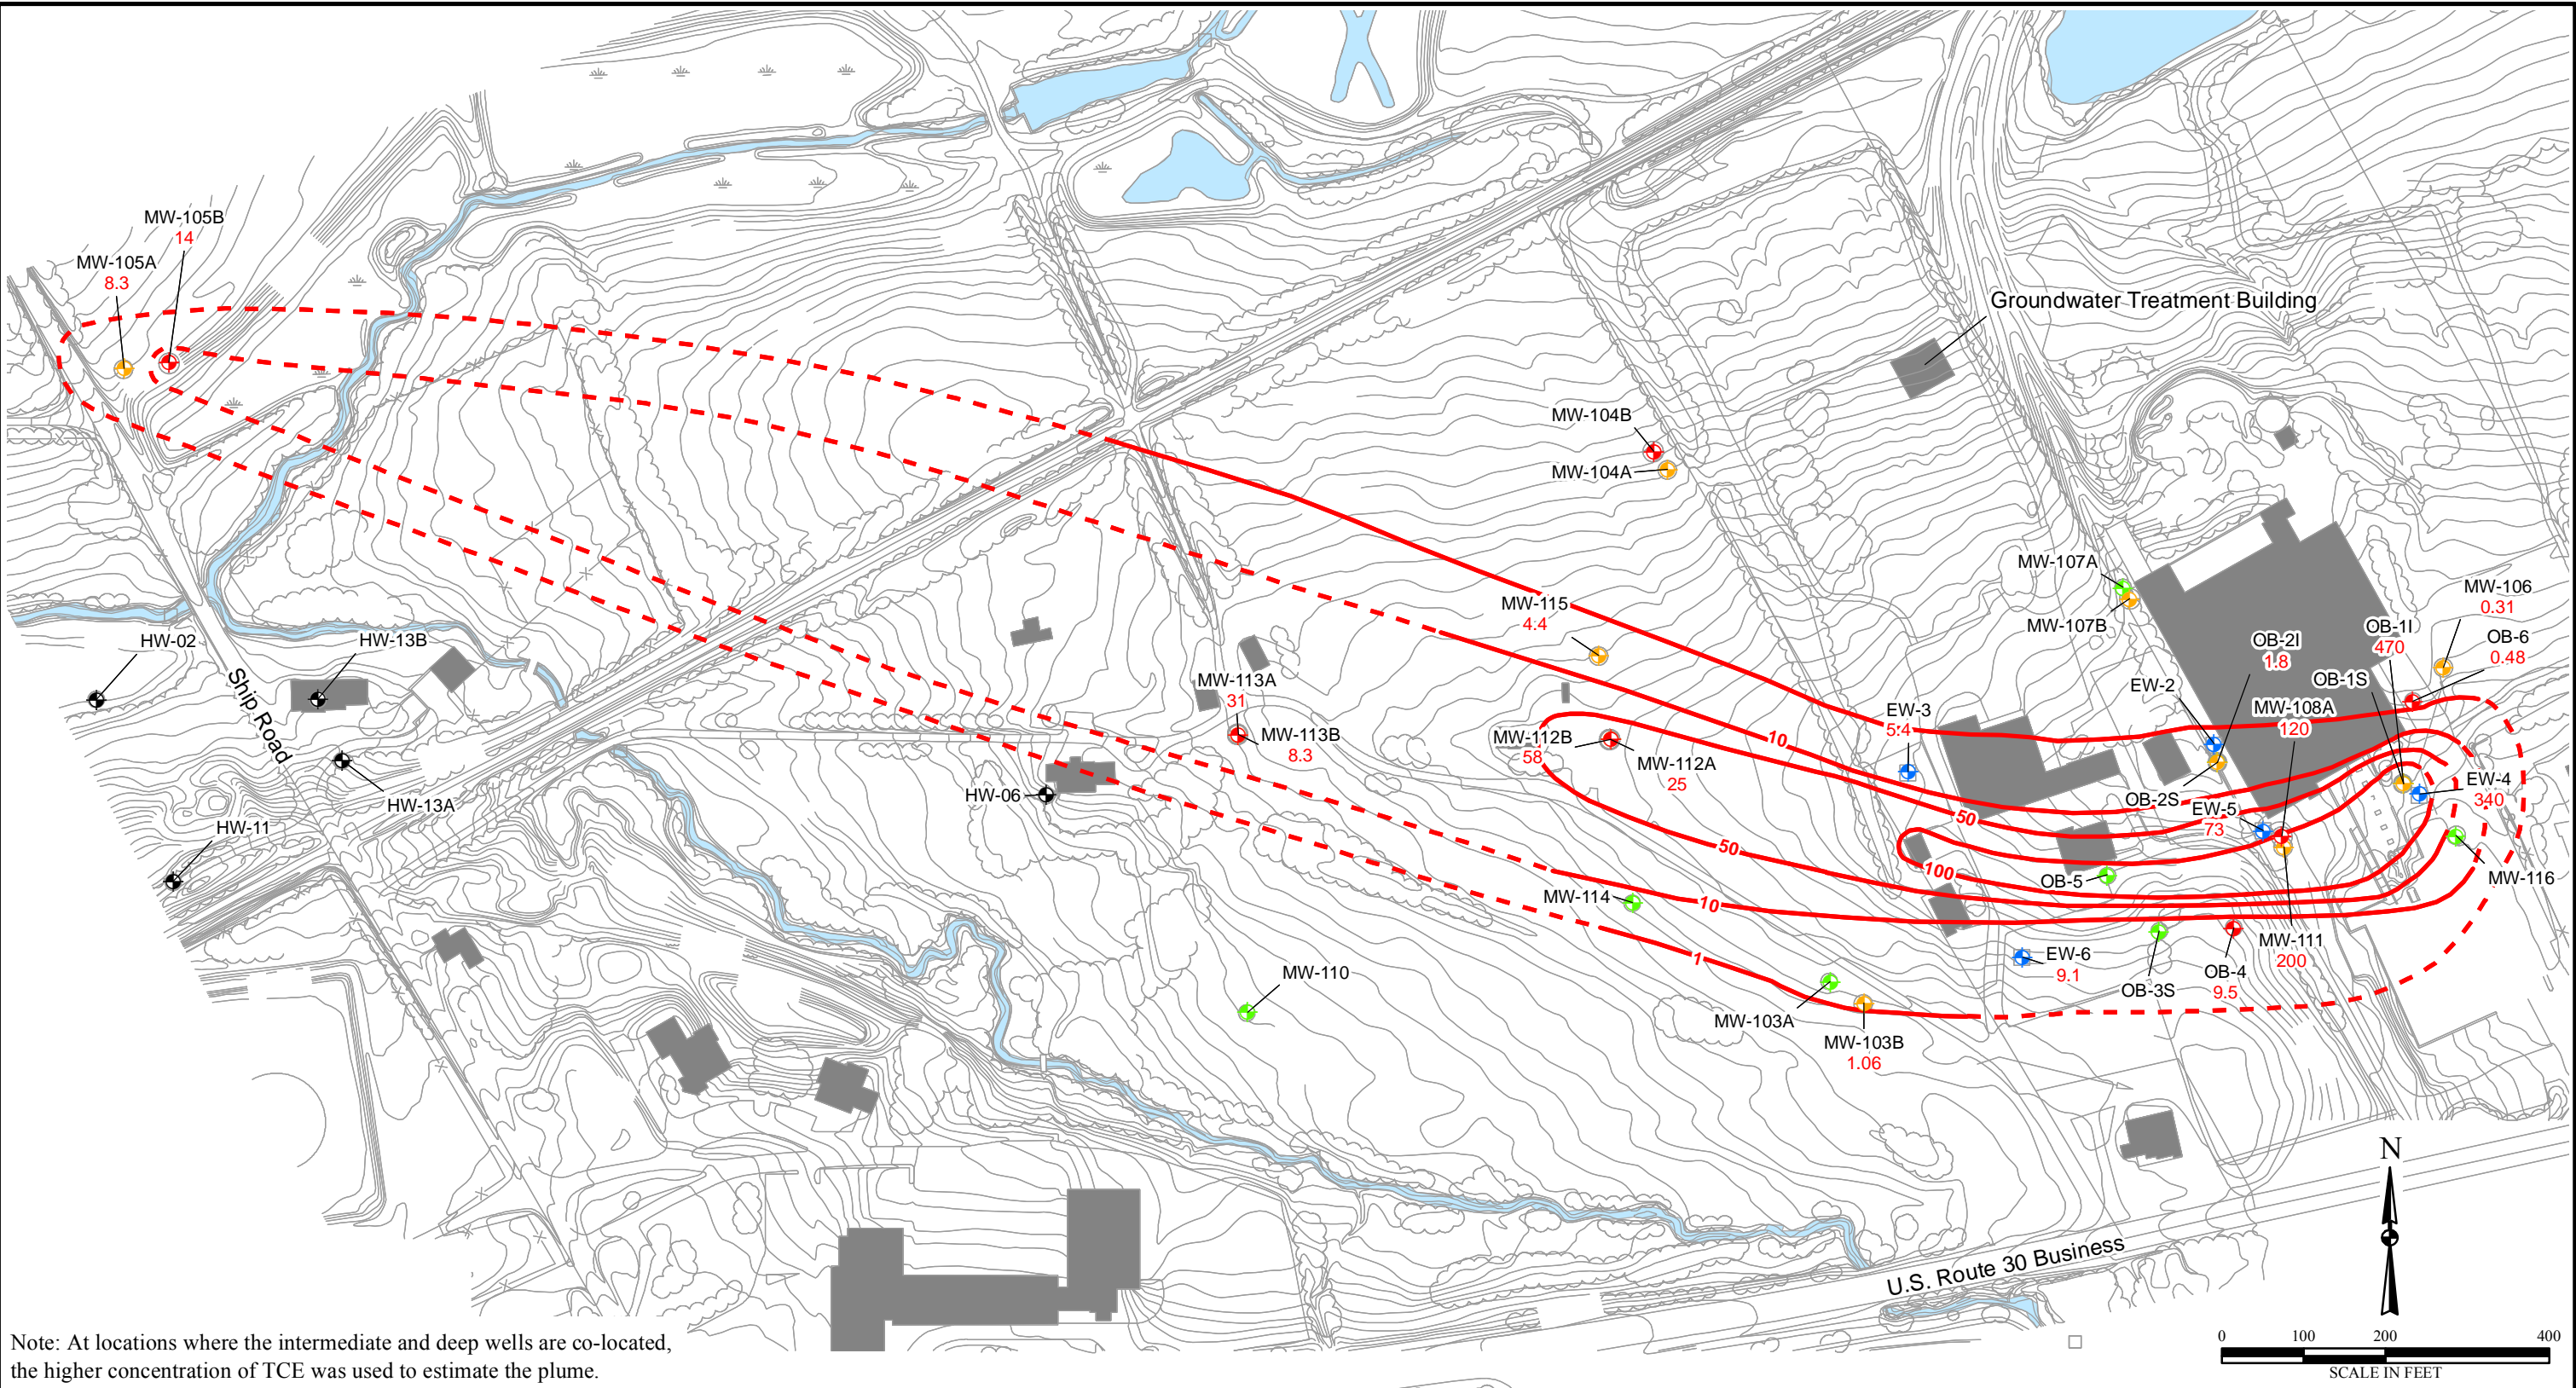 MW-105B
14
MW-105A
8.3
Groundwater Treatment Building
MW-104B
MW-104A
MW-107A
MW-107B
MW-106
0.31
OB-1I
470
OB-6
0.48
OB-2I
1.8
OB-1S
EW-2
MW-108A
120
MW-115
4.4
HW-02
HW-13B
Ship Road
MW-113A
31
MW-113B
8.3
EW-3
5.4
MW-112B
58
MW-112A
25
10
50
HW-13A
HW-06
HW-11
OB-2S
EW-5
73
EW-4
340
50
100
OB-5
MW-116
MW-114
10
1
MW-111
200
EW-6
9.1
OB-4
9.5
OB-3S
MW-110
MW-103A
MW-103B
1.06
N
U.S. Route 30 Business
Note: At locations where the intermediate and deep wells are co-located,
the higher concentration of TCE was used to estimate the plume.
0 100 200 400
SCALE IN FEET